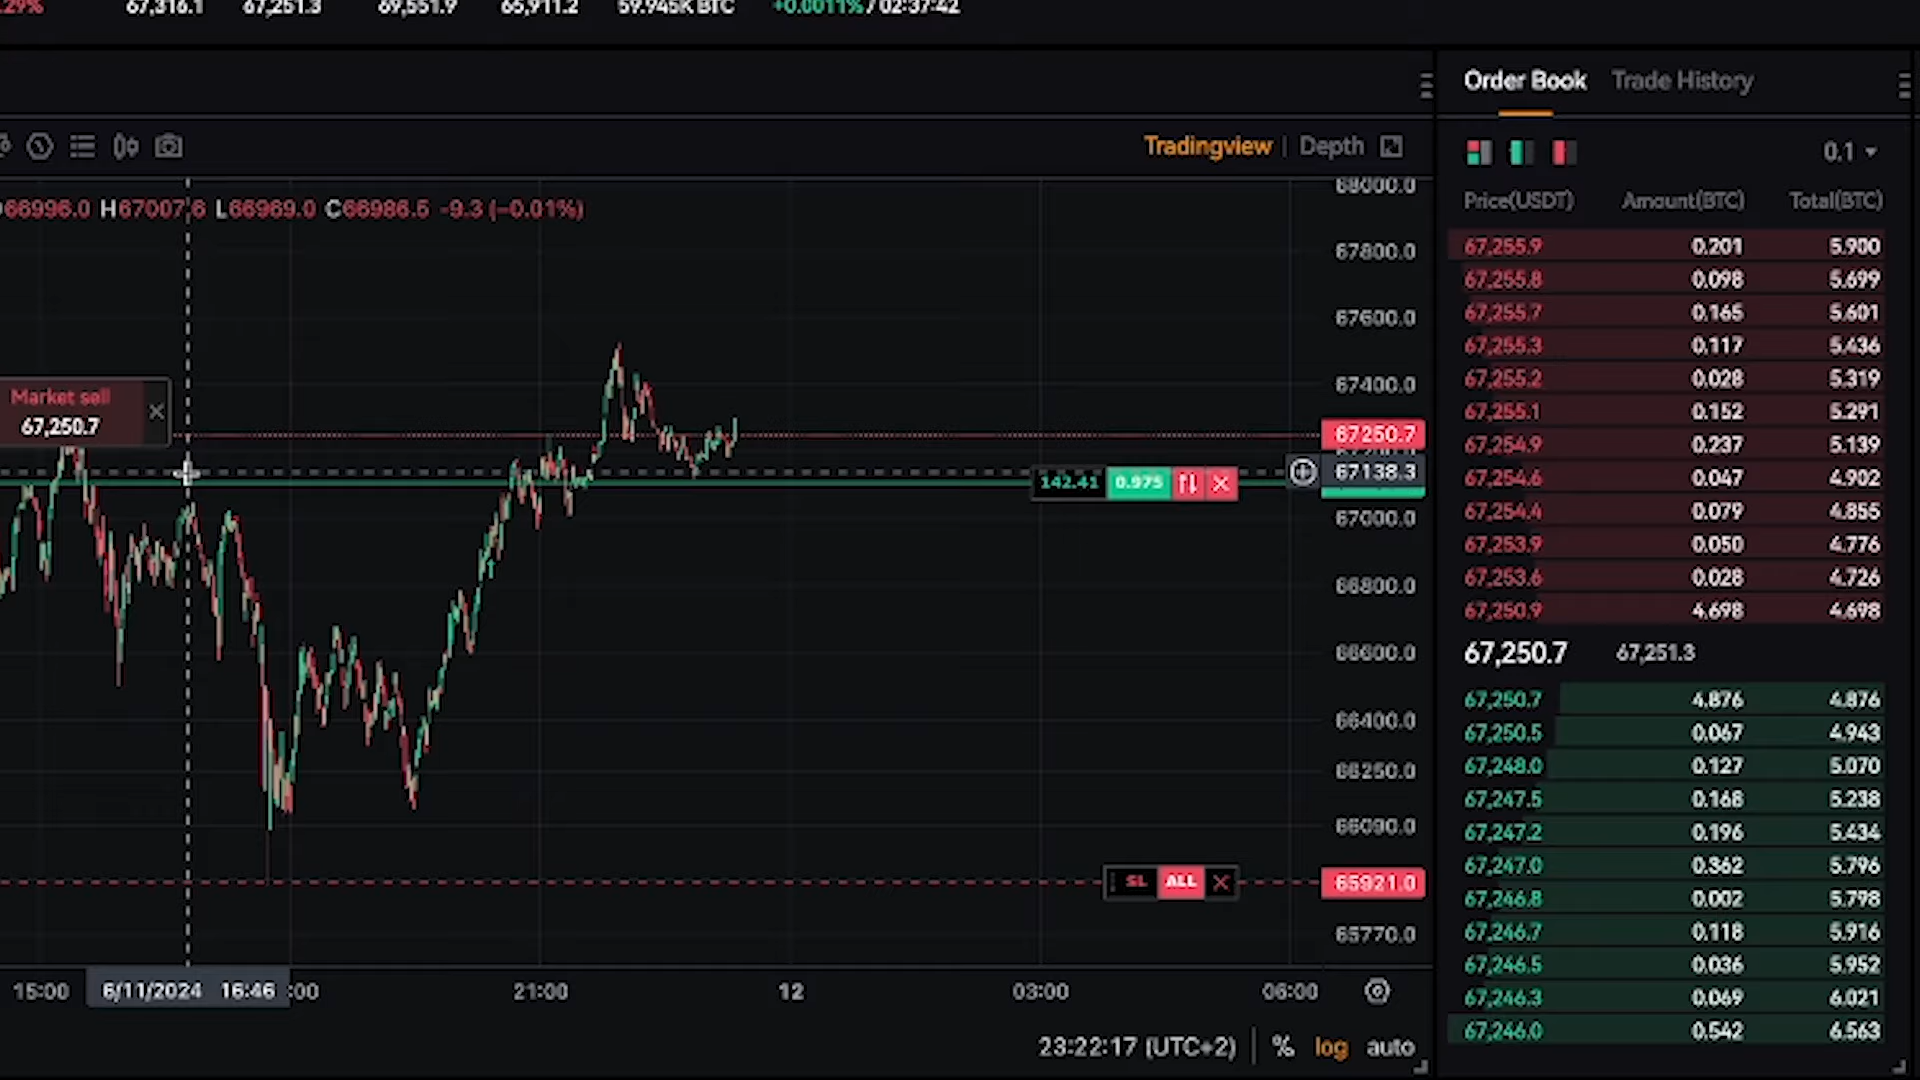 .29% 67,316.1 67,251.3 69,551.9 65,911.2 59.945K BTC +0.0011% / 02:37:42
Order Book Trade History
Tradingview | Depth
0.1
66996.0 H67007.6 L66969.0 C66986.5 -9.3 (-0.01%)
Price(USDT) Amount(BTC) Total(BTC)
67,255.9 0.201 5.900
67,255.8 0.098 5.699
67,255.7 0.165 5.601
67,255.3 0.117 5.436
67,255.2 0.028 5.319
67,255.1 0.152 5.291
67,254.9 0.237 5.139
67,254.6 0.047 4.902
67,254.4 0.079 4.855
67,253.9 0.050 4.776
67,253.6 0.028 4.726
67,250.9 4.698 4.698
67,250.7 67,251.3
67,250.7 4.876 4.876
67,250.5 0.067 4.943
67,248.0 0.127 5.070
67,247.5 0.168 5.238
67,247.2 0.196 5.434
67,247.0 0.362 5.796
67,246.8 0.002 5.798
67,246.7 0.118 5.916
67,246.5 0.036 5.952
67,246.3 0.069 6.021
67,246.0 0.542 6.563
68000.0
67800.0
67600.0
67400.0
67250.7
67138.3
67000.0
66800.0
66600.0
66400.0
66250.0
66090.0
65921.0
65770.0
Market sell
67,250.7
142.41 0.975
SL ALL
15:00 6/11/2024 16:46 :00 21:00 12 03:00 06:00
23:22:17 (UTC+2) % log auto